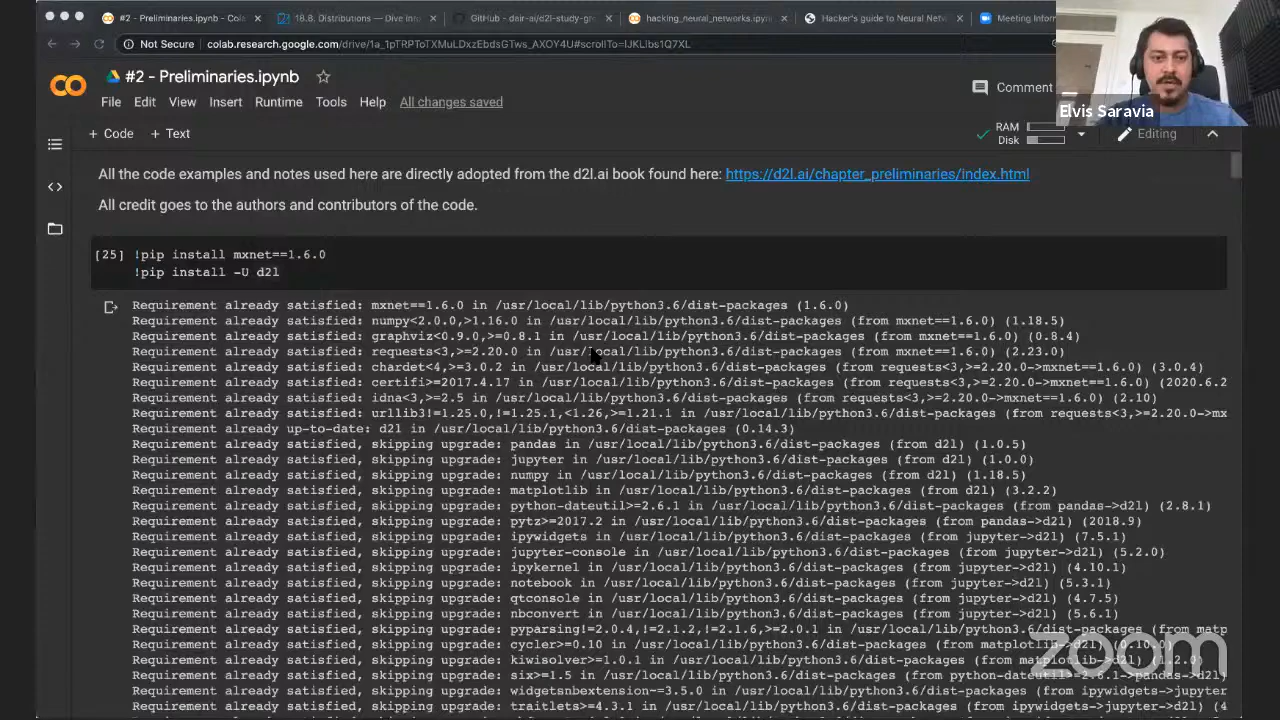 #2 - Preliminaries.ipynb - Cola
18.8. Distributions — Dive Into
GitHub - dair-ai/d2l-study-gro
hacking_neural_networks.ipynb
Hacker's guide to Neural Netw
Meeting Inform
Not Secure
colab.research.google.com/drive/1a_1pTRPToTXMuLDxzEbdsGTws_AXOY4U#scrollTo=IJKLlbs1Q7XL
#2 - Preliminaries.ipynb
File Edit View Insert Runtime Tools Help All changes saved
Comment
Elvis Saravia
+ Code + Text
RAM
Disk
Editing
All the code examples and notes used here are directly adopted from the d2l.ai book found here: https://d2l.ai/chapter_preliminaries/index.html
All credit goes to the authors and contributors of the code.
[25] !pip install mxnet==1.6.0
!pip install -U d2l
Requirement already satisfied: mxnet==1.6.0 in /usr/local/lib/python3.6/dist-packages (1.6.0)
Requirement already satisfied: numpy<2.0.0,>1.16.0 in /usr/local/lib/python3.6/dist-packages (from mxnet==1.6.0) (1.18.5)
Requirement already satisfied: graphviz<0.9.0,>=0.8.1 in /usr/local/lib/python3.6/dist-packages (from mxnet==1.6.0) (0.8.4)
Requirement already satisfied: requests<3,>=2.20.0 in /usr/local/lib/python3.6/dist-packages (from mxnet==1.6.0) (2.23.0)
Requirement already satisfied: chardet<4,>=3.0.2 in /usr/local/lib/python3.6/dist-packages (from requests<3,>=2.20.0->mxnet==1.6.0) (3.0.4)
Requirement already satisfied: certifi>=2017.4.17 in /usr/local/lib/python3.6/dist-packages (from requests<3,>=2.20.0->mxnet==1.6.0) (2020.6.2
Requirement already satisfied: idna<3,>=2.5 in /usr/local/lib/python3.6/dist-packages (from requests<3,>=2.20.0->mxnet==1.6.0) (2.10)
Requirement already satisfied: urllib3!=1.25.0,!=1.25.1,<1.26,>=1.21.1 in /usr/local/lib/python3.6/dist-packages (from requests<3,>=2.20.0->mx
Requirement already up-to-date: d2l in /usr/local/lib/python3.6/dist-packages (0.14.3)
Requirement already satisfied, skipping upgrade: pandas in /usr/local/lib/python3.6/dist-packages (from d2l) (1.0.5)
Requirement already satisfied, skipping upgrade: jupyter in /usr/local/lib/python3.6/dist-packages (from d2l) (1.0.0)
Requirement already satisfied, skipping upgrade: numpy in /usr/local/lib/python3.6/dist-packages (from d2l) (1.18.5)
Requirement already satisfied, skipping upgrade: matplotlib in /usr/local/lib/python3.6/dist-packages (from d2l) (3.2.2)
Requirement already satisfied, skipping upgrade: python-dateutil>=2.6.1 in /usr/local/lib/python3.6/dist-packages (from pandas->d2l) (2.8.1)
Requirement already satisfied, skipping upgrade: pytz>=2017.2 in /usr/local/lib/python3.6/dist-packages (from pandas->d2l) (2018.9)
Requirement already satisfied, skipping upgrade: ipywidgets in /usr/local/lib/python3.6/dist-packages (from jupyter->d2l) (7.5.1)
Requirement already satisfied, skipping upgrade: jupyter-console in /usr/local/lib/python3.6/dist-packages (from jupyter->d2l) (5.2.0)
Requirement already satisfied, skipping upgrade: ipykernel in /usr/local/lib/python3.6/dist-packages (from jupyter->d2l) (4.10.1)
Requirement already satisfied, skipping upgrade: notebook in /usr/local/lib/python3.6/dist-packages (from jupyter->d2l) (5.3.1)
Requirement already satisfied, skipping upgrade: qtconsole in /usr/local/lib/python3.6/dist-packages (from jupyter->d2l) (4.7.5)
Requirement already satisfied, skipping upgrade: nbconvert in /usr/local/lib/python3.6/dist-packages (from jupyter->d2l) (5.6.1)
Requirement already satisfied, skipping upgrade: pyparsing!=2.0.4,!=2.1.2,!=2.1.6,>=2.0.1 in /usr/local/lib/python3.6/dist-packages (from matp
Requirement already satisfied, skipping upgrade: cycler>=0.10 in /usr/local/lib/python3.6/dist-packages (from matplotlib->d2l) (0.10.0)
Requirement already satisfied, skipping upgrade: kiwisolver>=1.0.1 in /usr/local/lib/python3.6/dist-packages (from matplotlib->d2l) (1.2.0)
Requirement already satisfied, skipping upgrade: six>=1.5 in /usr/local/lib/python3.6/dist-packages (from python-dateutil>=2.6.1->pandas->d2l)
Requirement already satisfied, skipping upgrade: widgetsnbextension~=3.5.0 in /usr/local/lib/python3.6/dist-packages (from ipywidgets->jupyter
Requirement already satisfied, skipping upgrade: traitlets>=4.3.1 in /usr/local/lib/python3.6/dist-packages (from ipywidgets->jupyter->d2l) (4
zoom